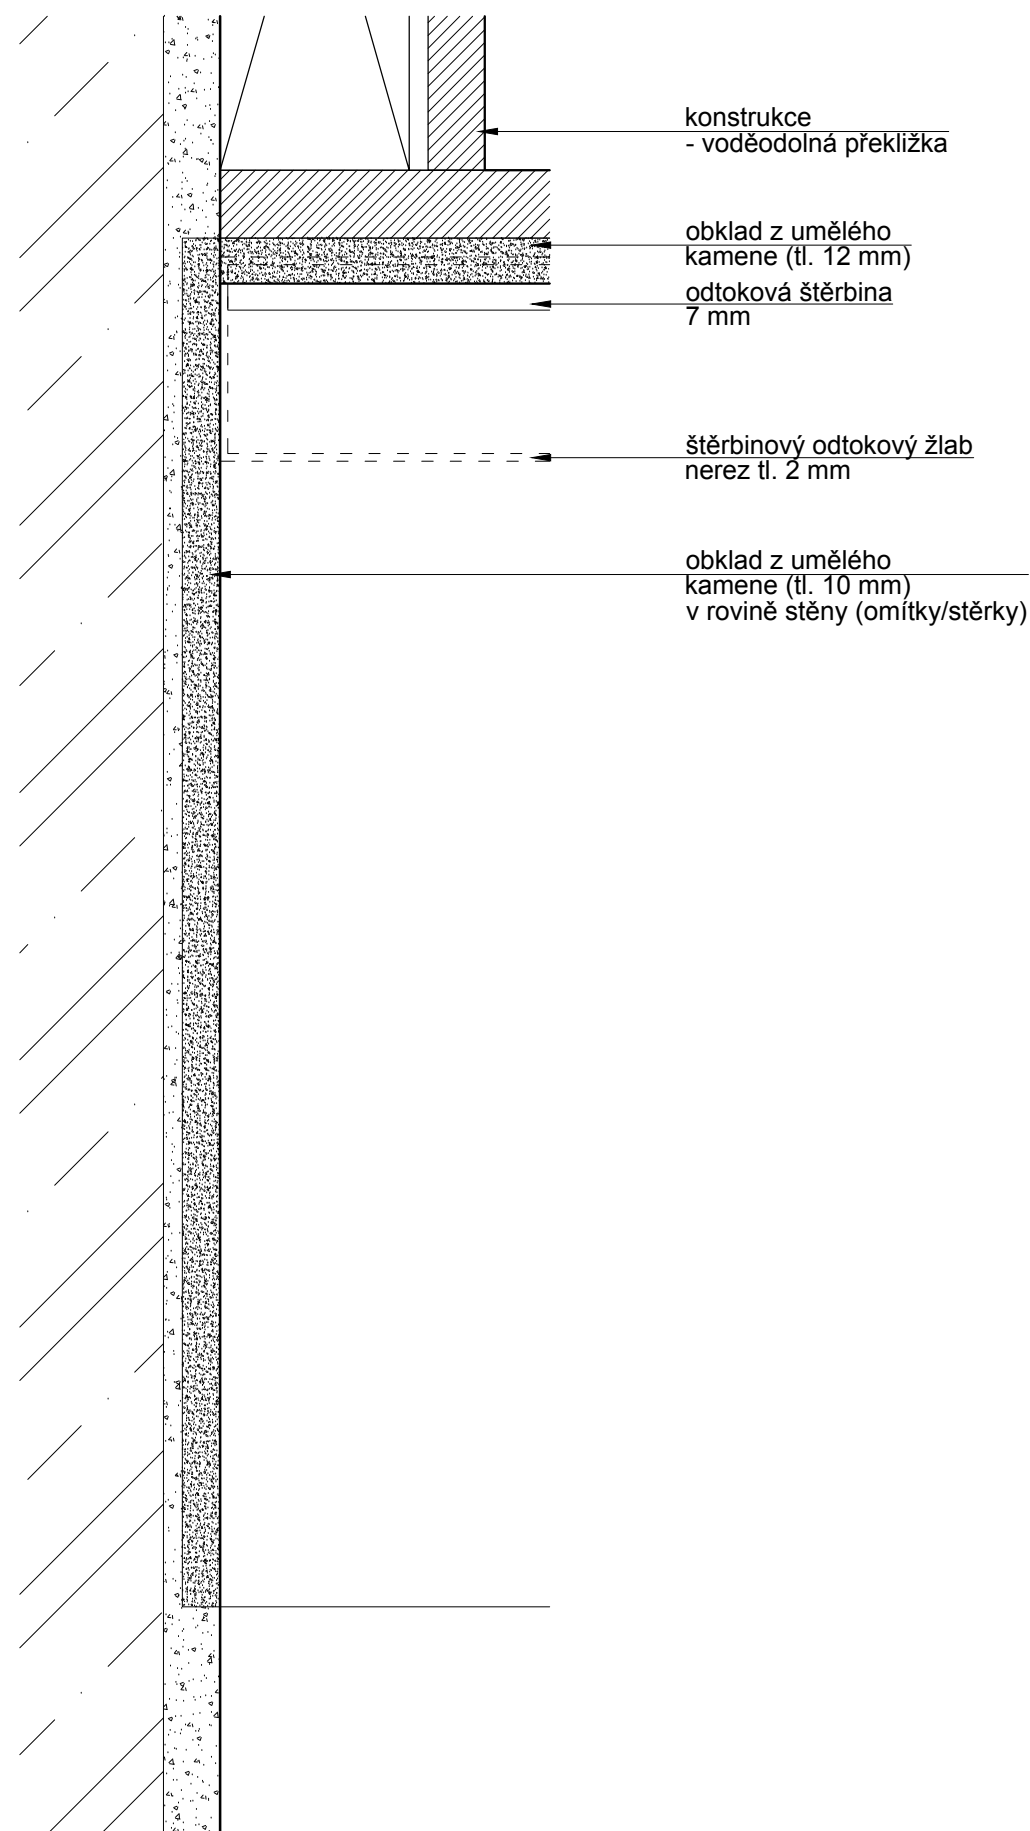 konstrukce
- voděodolná překližka
obklad z umělého
kamene (tl. 12 mm)
odtoková štěrbina
7 mm
štěrbinový odtokový žlab
nerez tl. 2 mm
obklad z umělého
kamene (tl. 10 mm)
v rovině stěny (omítky/stěrky)